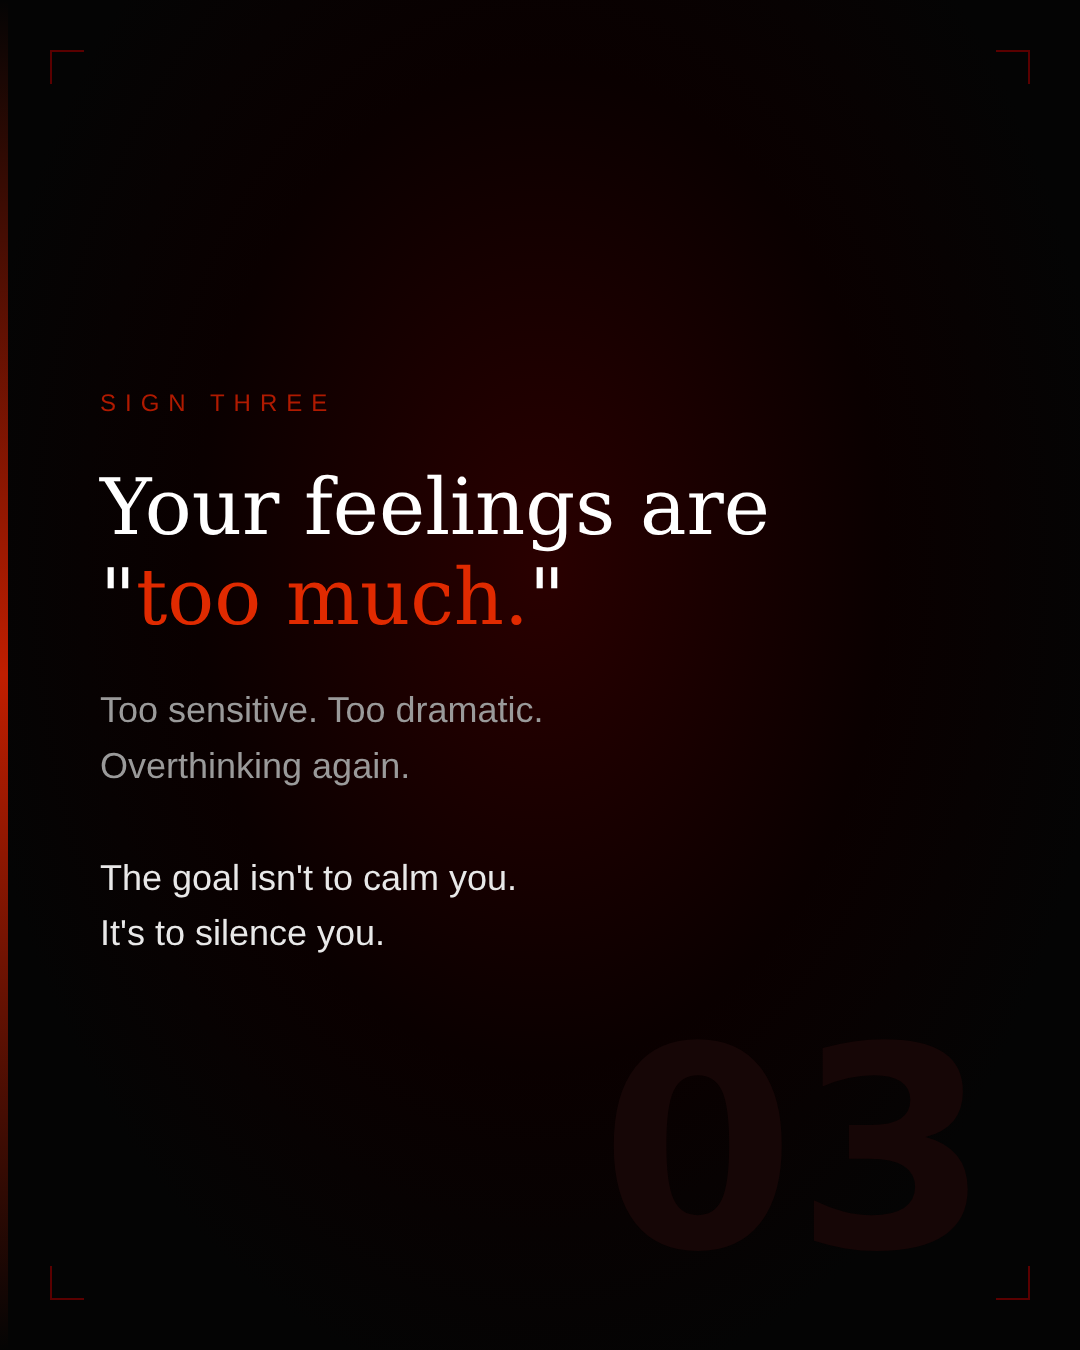 SIGN THREE
Your feelings are
"too much."
Too sensitive. Too dramatic.
Overthinking again.
The goal isn't to calm you.
It's to silence you.
03